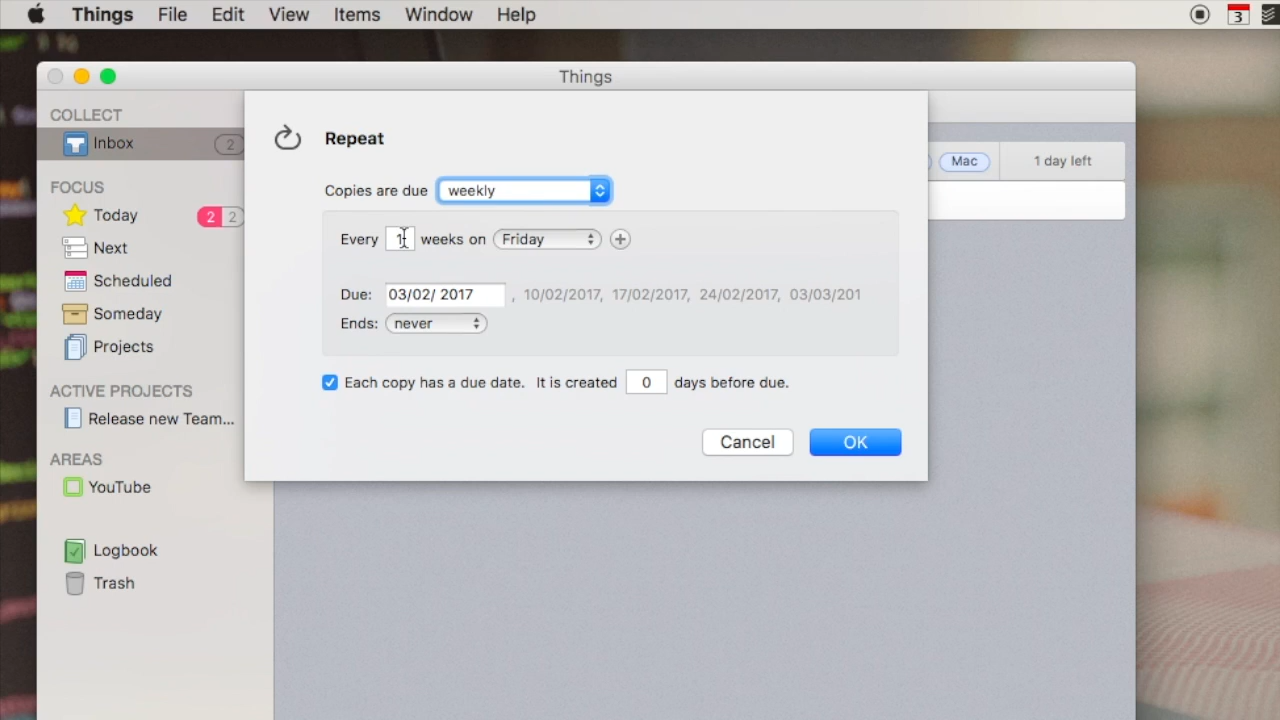 Things File Edit View Items Window Help 3
Things
COLLECT
Inbox 2
FOCUS
Today 2 2
Next
Scheduled
Someday
Projects
ACTIVE PROJECTS
Release new Team...
AREAS
YouTube
Logbook
Trash
Repeat
Copies are due weekly
Every 1 weeks on Friday
Due: 03/02/ 2017 , 10/02/2017, 17/02/2017, 24/02/2017, 03/03/201
Ends: never
Each copy has a due date. It is created 0 days before due.
Cancel OK
Mac 1 day left